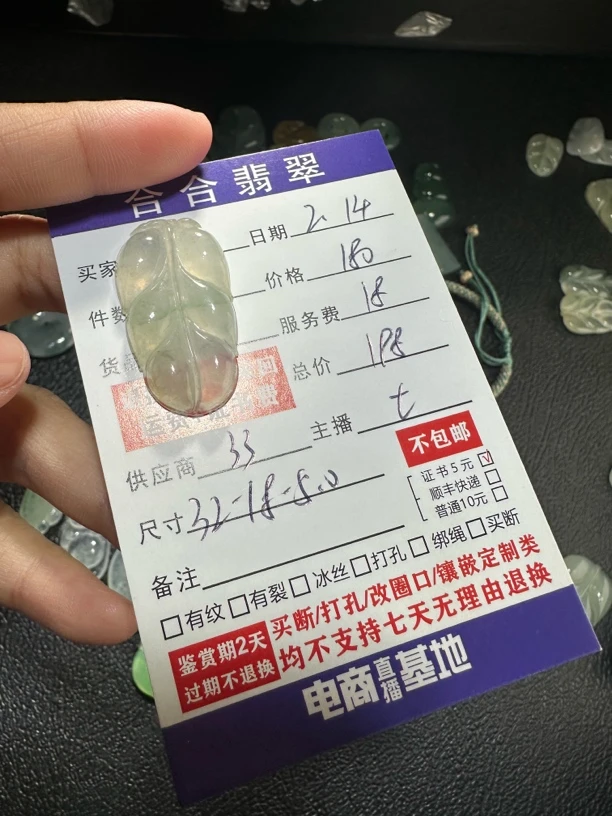 合合翡翠
买家 日期 2.14
件数 价格 180
货 服务费 18
总价 198
供应商 33 主播 七
不包邮
尺寸 32-18-5.0
证书5元 ☑
顺丰快递 □
普通10元 □
备注
□有纹 □有裂 □冰丝 □打孔 □绑绳 □买断
鉴赏期2天
过期不退换
买断/打孔/改圈口/镶嵌定制类
均不支持七天无理由退换
电商直播基地